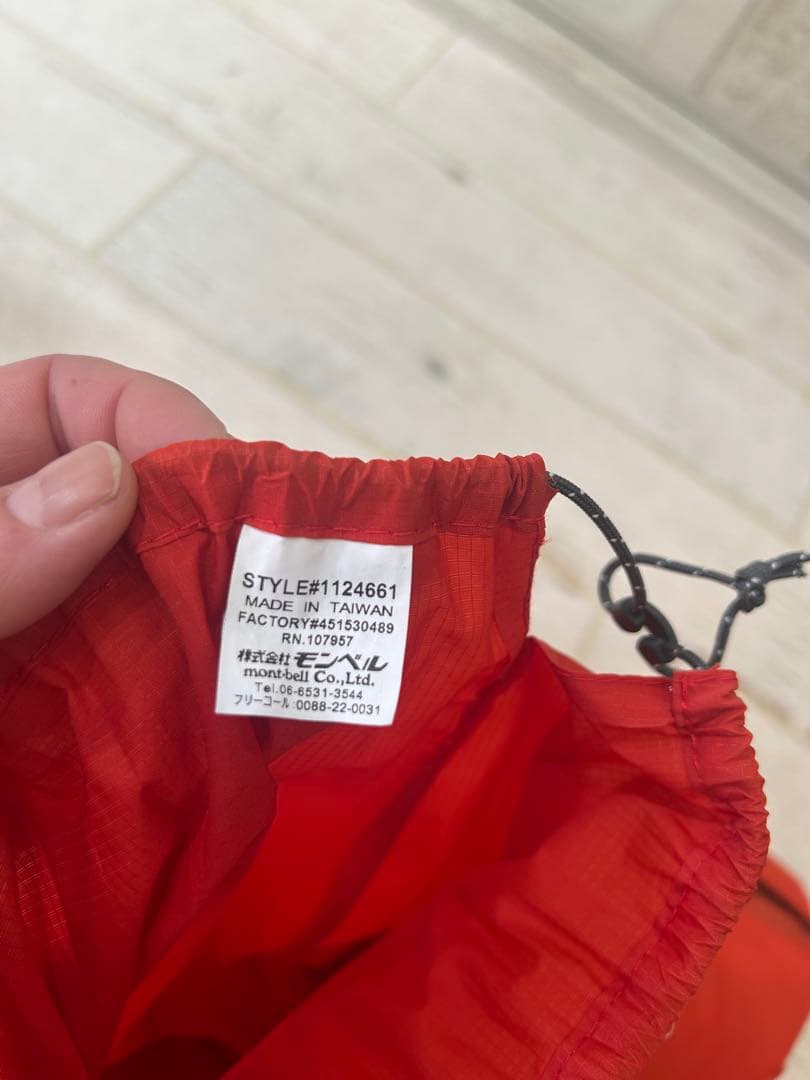 STYLE#1124661
MADE IN TAIWAN
FACTORY#451530489
RN.107957
株式会社 モンベル
mont-bell Co.,Ltd.
Tel.06-6531-3544
フリーコール:0088-22-0031